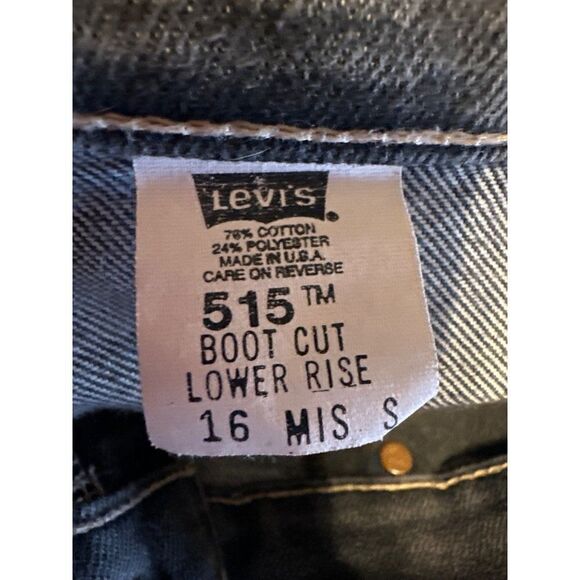 LEVI'S®
76% COTTON
24% POLYESTER
MADE IN U.S.A.
CARE ON REVERSE
515™
BOOT CUT
LOWER RISE
16 MIS S